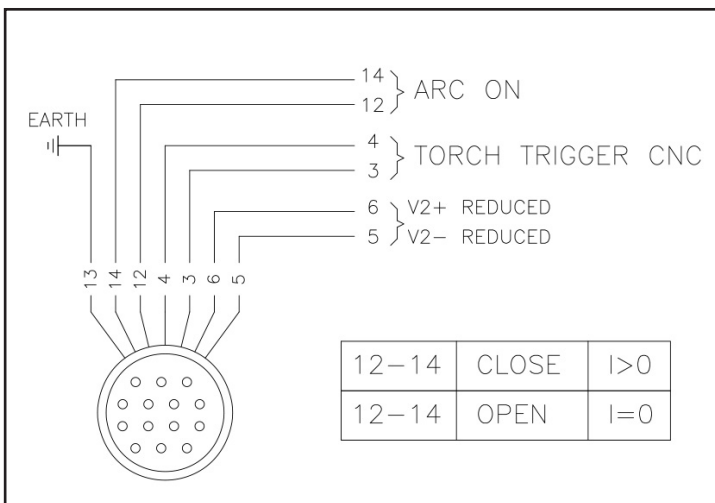 14
ARC ON
12
EARTH
4
TORCH TRIGGER CNC
3
6 V2+ REDUCED
5 V2- REDUCED
13 14 12 4 3 6 5
12-14 CLOSE I>0
12-14 OPEN I=0